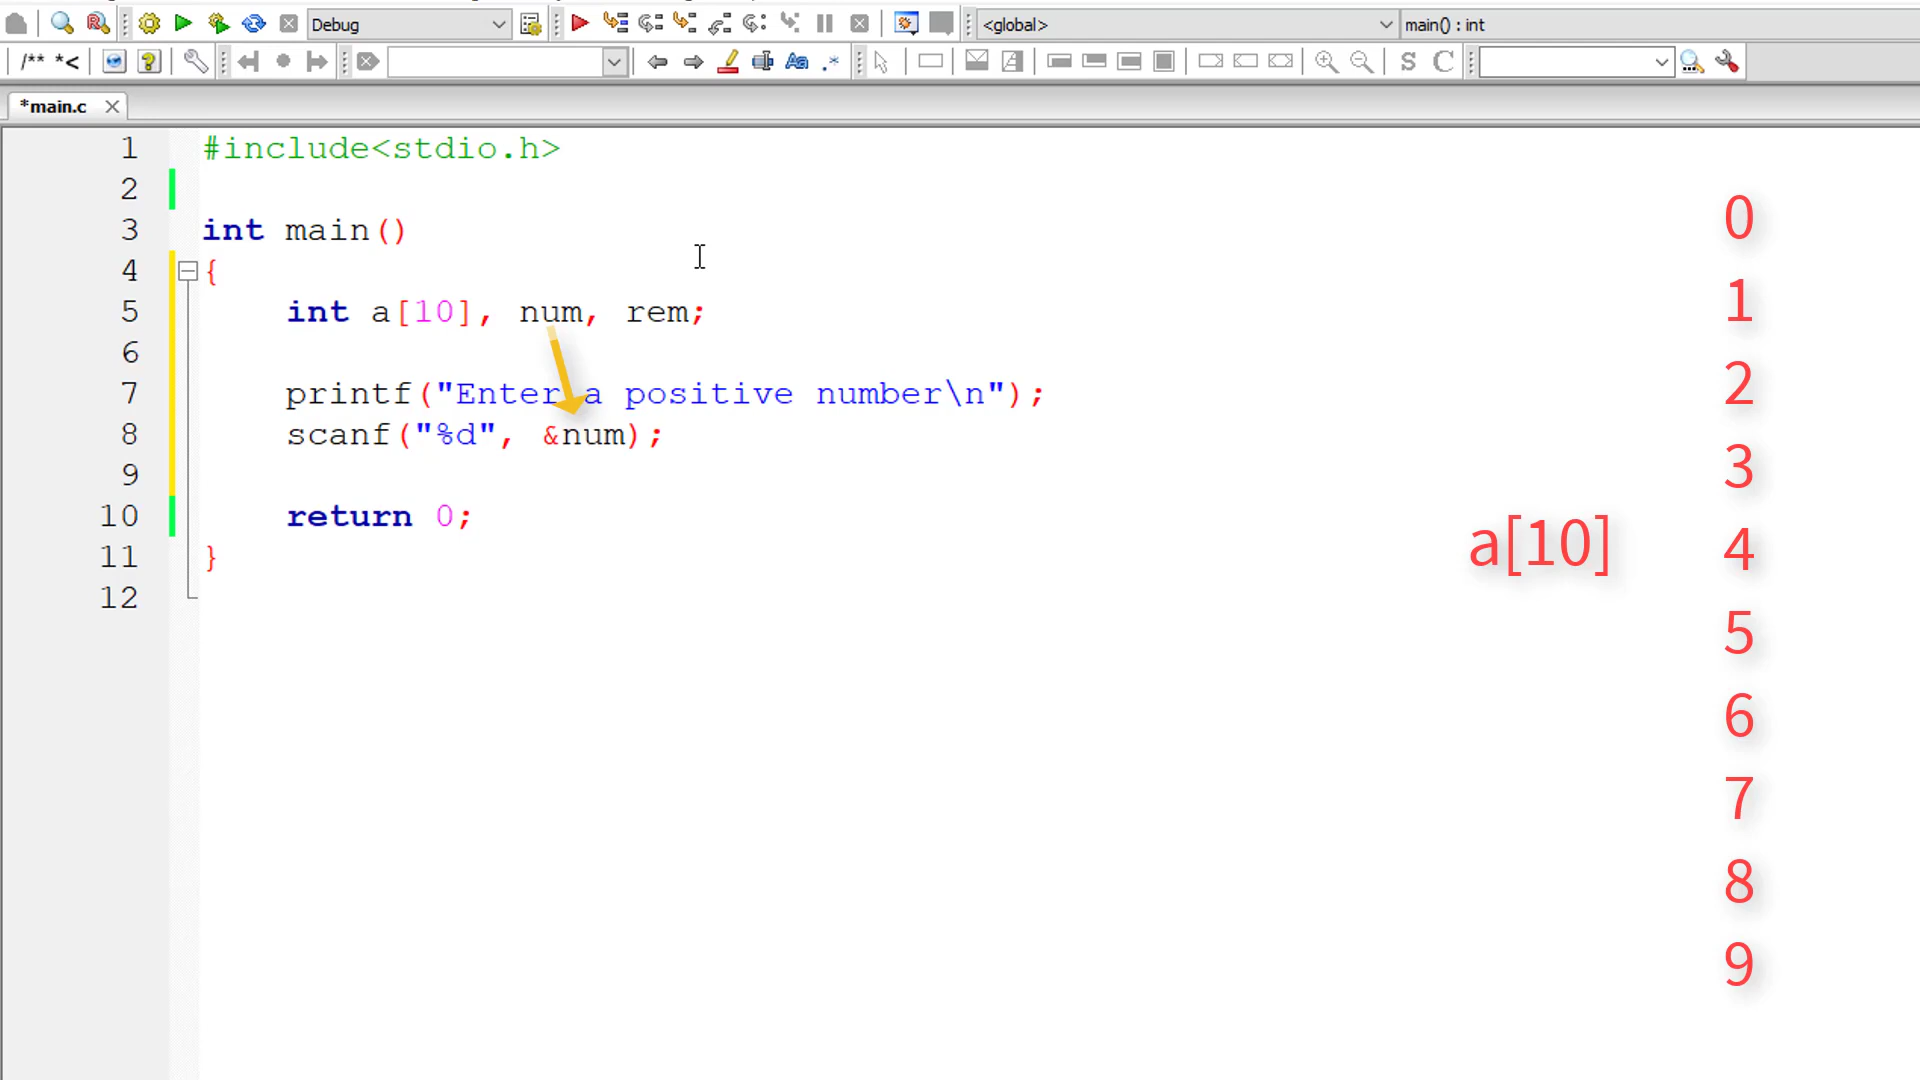 Debug
<global>
main() : int
/** *<
Aa
.*
S C
*main.c
1 #include<stdio.h>
2
3 int main()
4 {
5 int a[10], num, rem;
6
7 printf("Enter a positive number\n");
8 scanf("%d", &num);
9
10 return 0;
11 }
12
a[10]
0
1
2
3
4
5
6
7
8
9